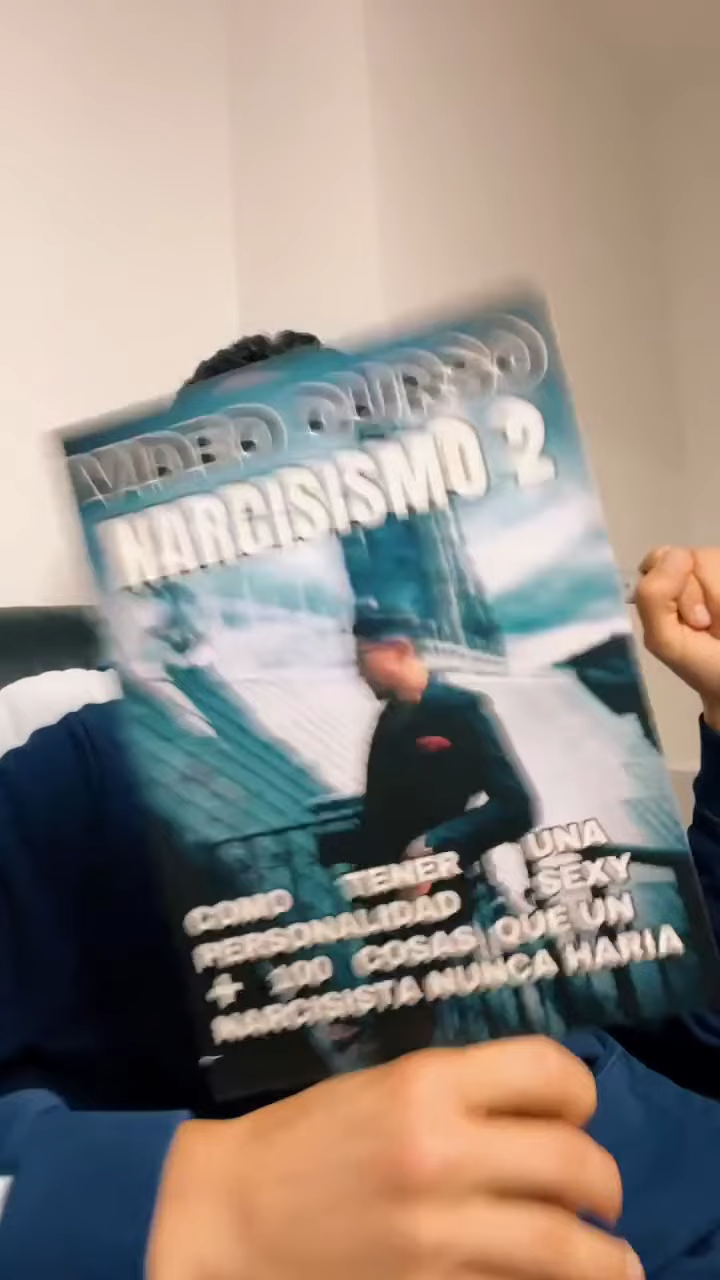 VIDEO CURSO
NARCISISMO 2
COMO TENER UNA
PERSONALIDAD SEXY
+ 100 COSAS QUE UN
NARCISISTA NUNCA HARIA